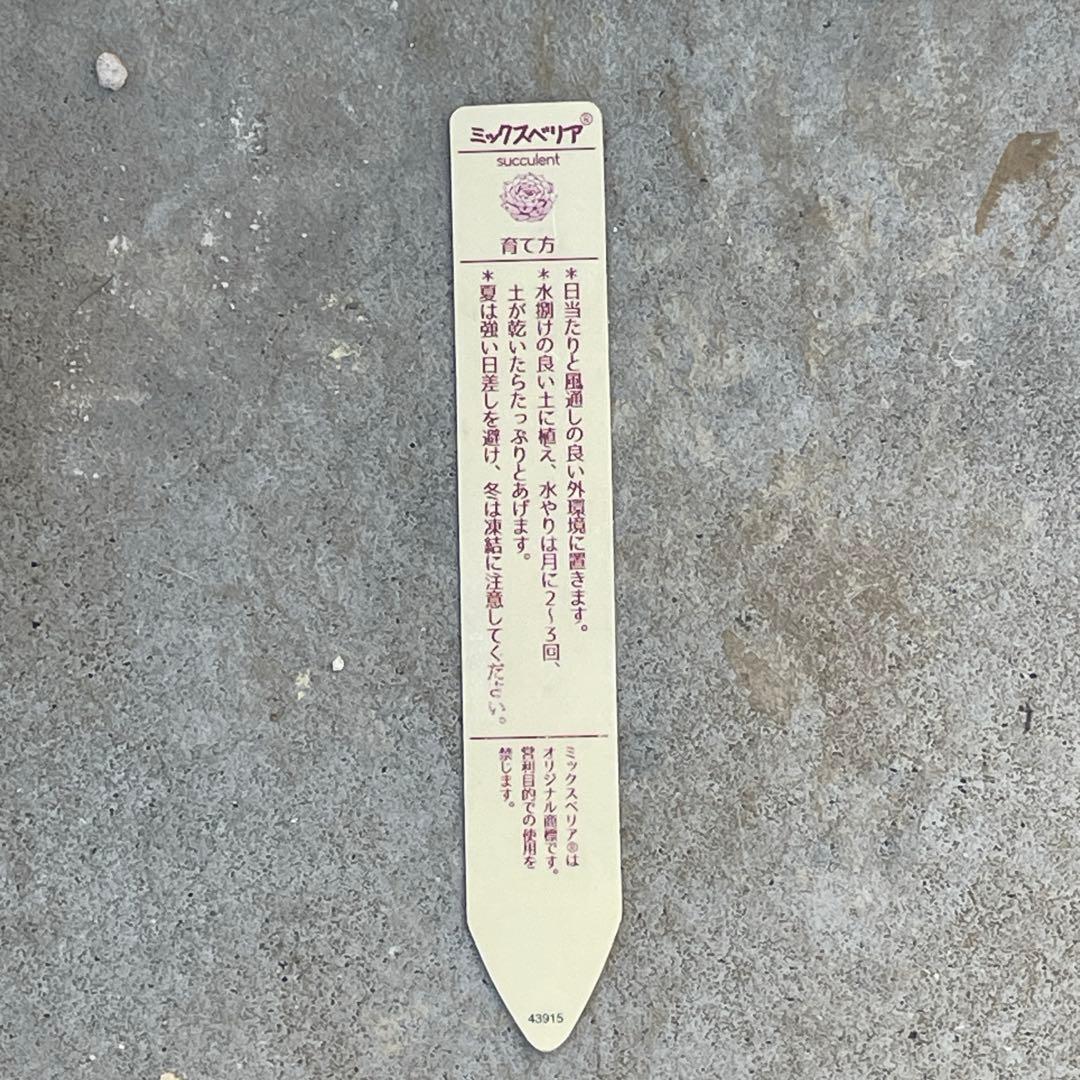 ミックスベリア®
succulent
育て方
＊日当たりと風通しの良い外環境に置きます。
＊水捌けの良い土に植え、水やりは月に2〜3回、
土が乾いたらたっぷりとあげます。
＊夏は強い日差しを避け、冬は凍結に注意してください。
ミックスベリア®は
オリジナル商標です。
営利目的での使用を
禁じます。
43915